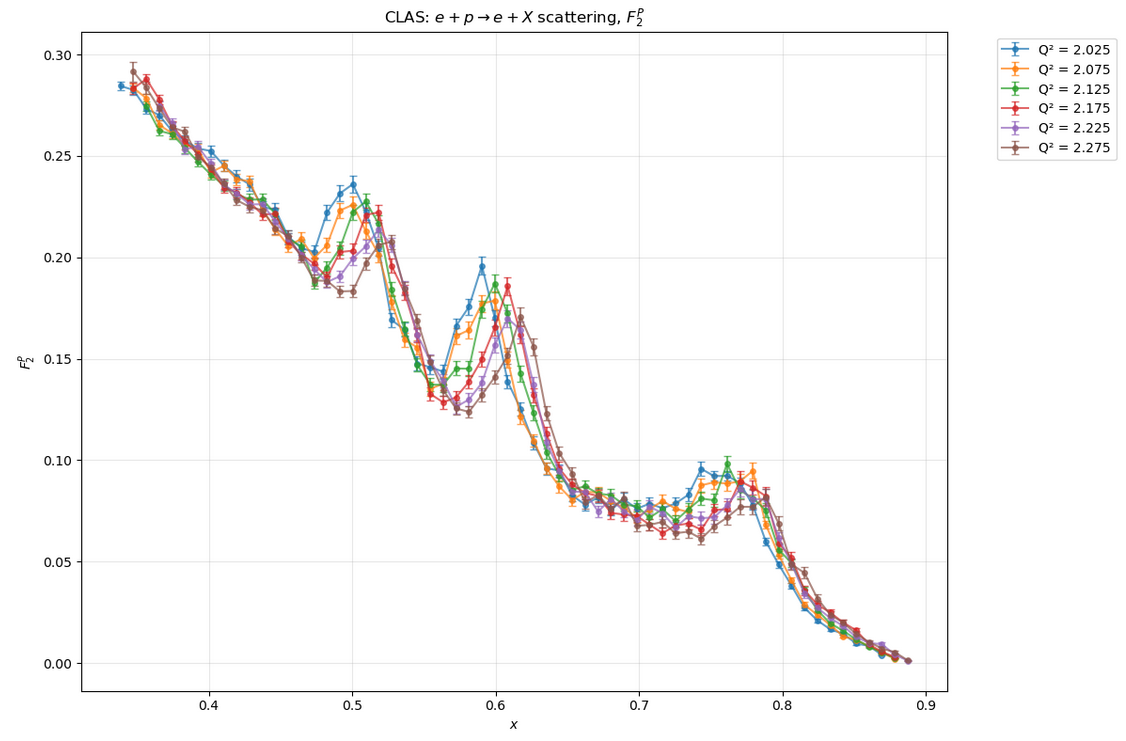 CLAS: e + p → e + X scattering, F₂ᵖ
0.30
0.25
0.20
0.15
0.10
0.05
0.00
F₂ᵖ
0.4 0.5 0.6 0.7 0.8 0.9
x
Q² = 2.025
Q² = 2.075
Q² = 2.125
Q² = 2.175
Q² = 2.225
Q² = 2.275